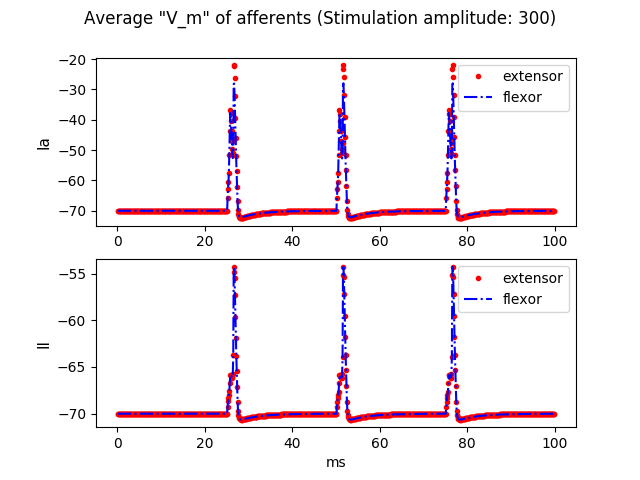 Average "V_m" of afferents (Stimulation amplitude: 300)
−20
−30
−40
−50
−60
−70
Ia
extensor
flexor
0 20 40 60 80 100
−55
−60
−65
−70
II
extensor
flexor
0 20 40 60 80 100
ms